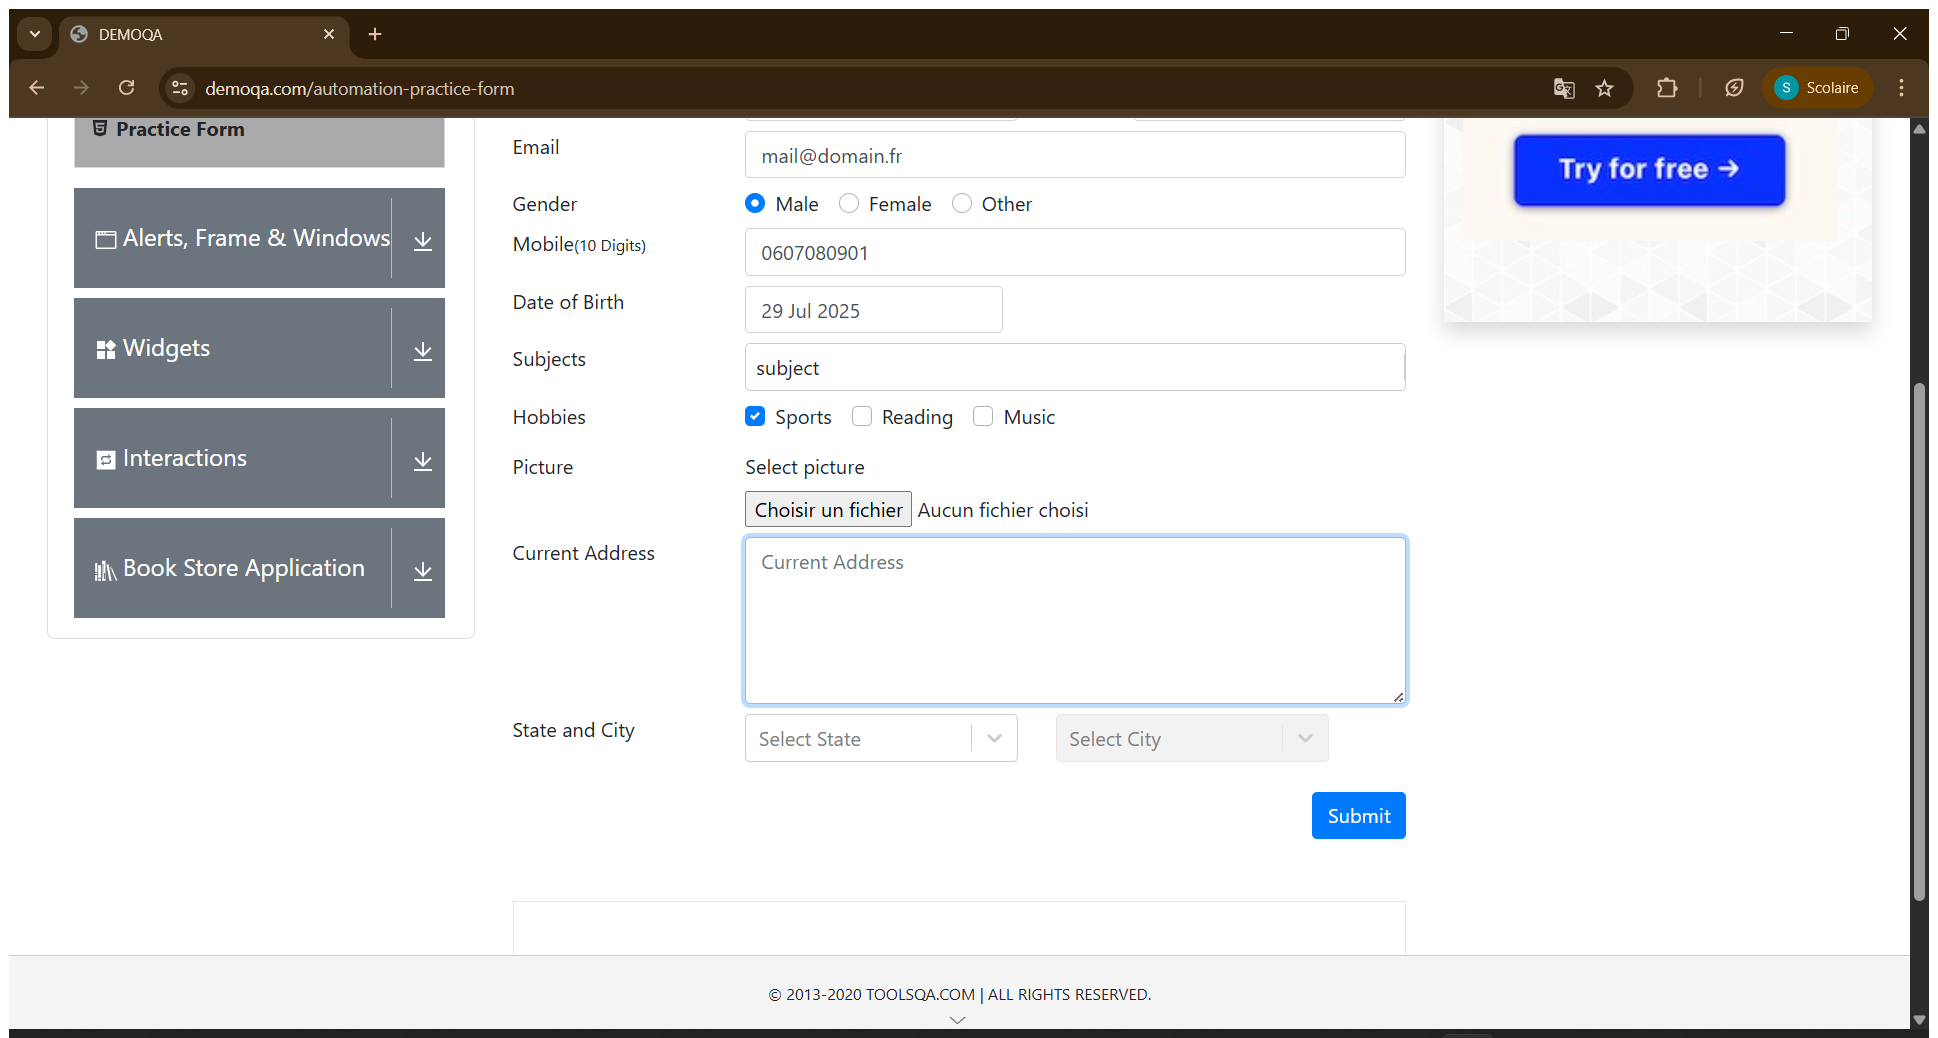 DEMOQA
demoqa.com/automation-practice-form
S Scolaire
Practice Form
Alerts, Frame & Windows
Widgets
Interactions
Book Store Application
Email
mail@domain.fr
Gender
Male Female Other
Mobile(10 Digits)
0607080901
Date of Birth
29 Jul 2025
Subjects
subject
Hobbies
Sports Reading Music
Picture
Select picture
Choisir un fichier Aucun fichier choisi
Current Address
Current Address
State and City
Select State Select City
Submit
Try for free →
© 2013-2020 TOOLSQA.COM | ALL RIGHTS RESERVED.